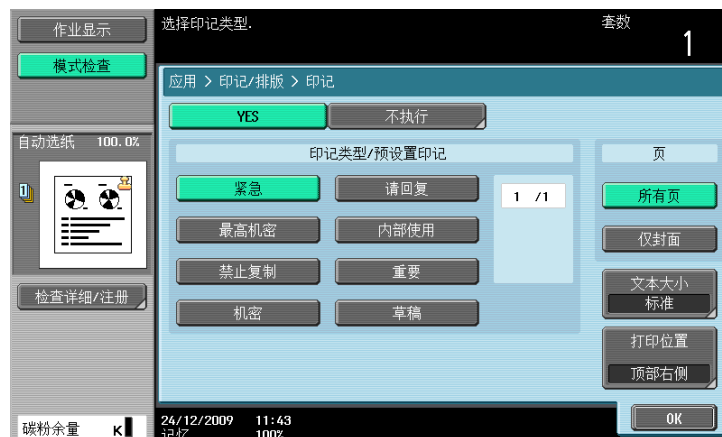 作业显示
模式检查
选择印记类型.
套数
1
应用 > 印记/排版 > 印记
YES
不执行
自动选纸 100.0%
印记类型/预设置印记
页
紧急
请回复
1 /1
所有页
最高机密
内部使用
仅封面
禁止复制
重要
文本大小
标准
检查详细/注册
机密
草稿
打印位置
顶部右侧
OK
碳粉余量 K
24/12/2009 11:43
记忆 100%